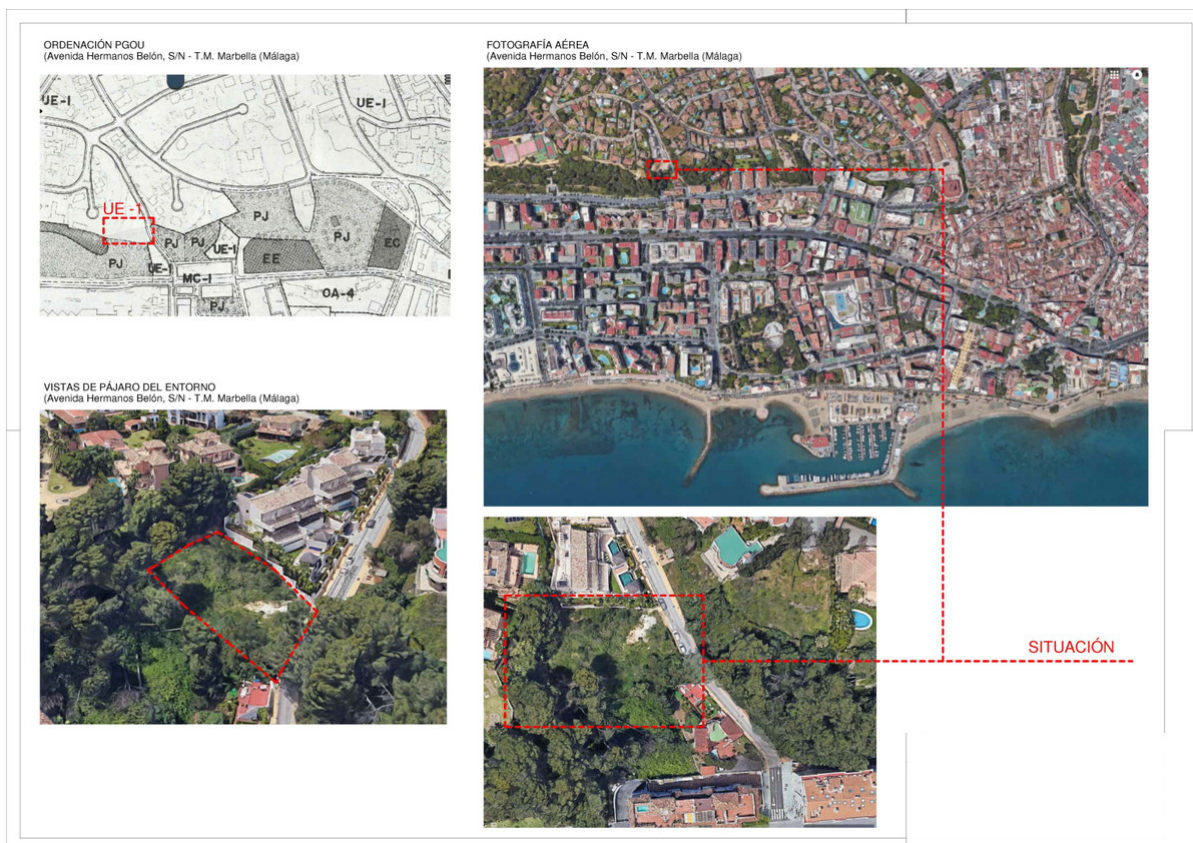 ORDENACIÓN PGOU
(Avenida Hermanos Belón, S/N - T.M. Marbella (Málaga)
UE-I
UE-I
UE -1
PJ
PJ
PJ
PJ
PJ
UE-I
EE
EC
UE-I
MC-I
OA-4
PJ
FOTOGRAFÍA AÉREA
(Avenida Hermanos Belón, S/N - T.M. Marbella (Málaga)
VISTAS DE PÁJARO DEL ENTORNO
(Avenida Hermanos Belón, S/N - T.M. Marbella (Málaga)
SITUACIÓN